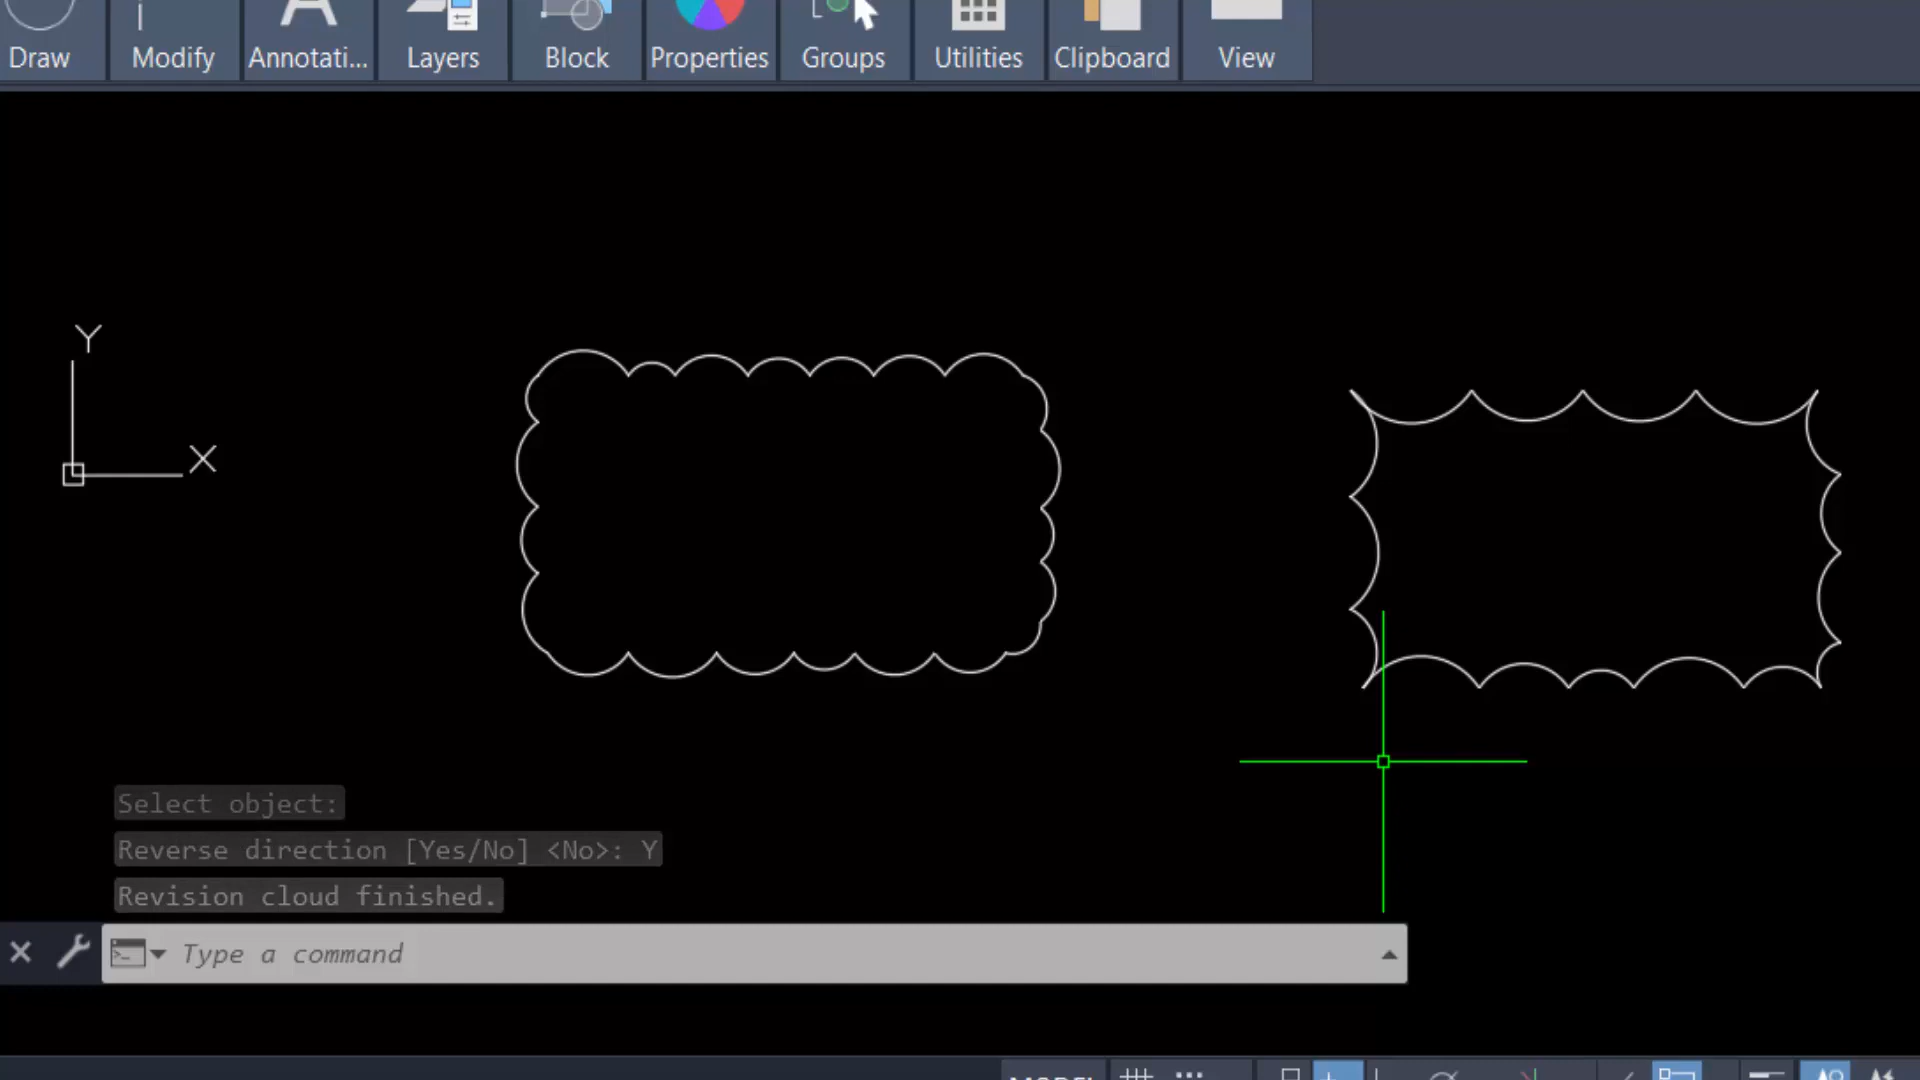 Draw Modify Annotati... Layers Block Properties Groups Utilities Clipboard View
Y
X
Select object:
Reverse direction [Yes/No] <No>: Y
Revision cloud finished.
Type a command
MODEL